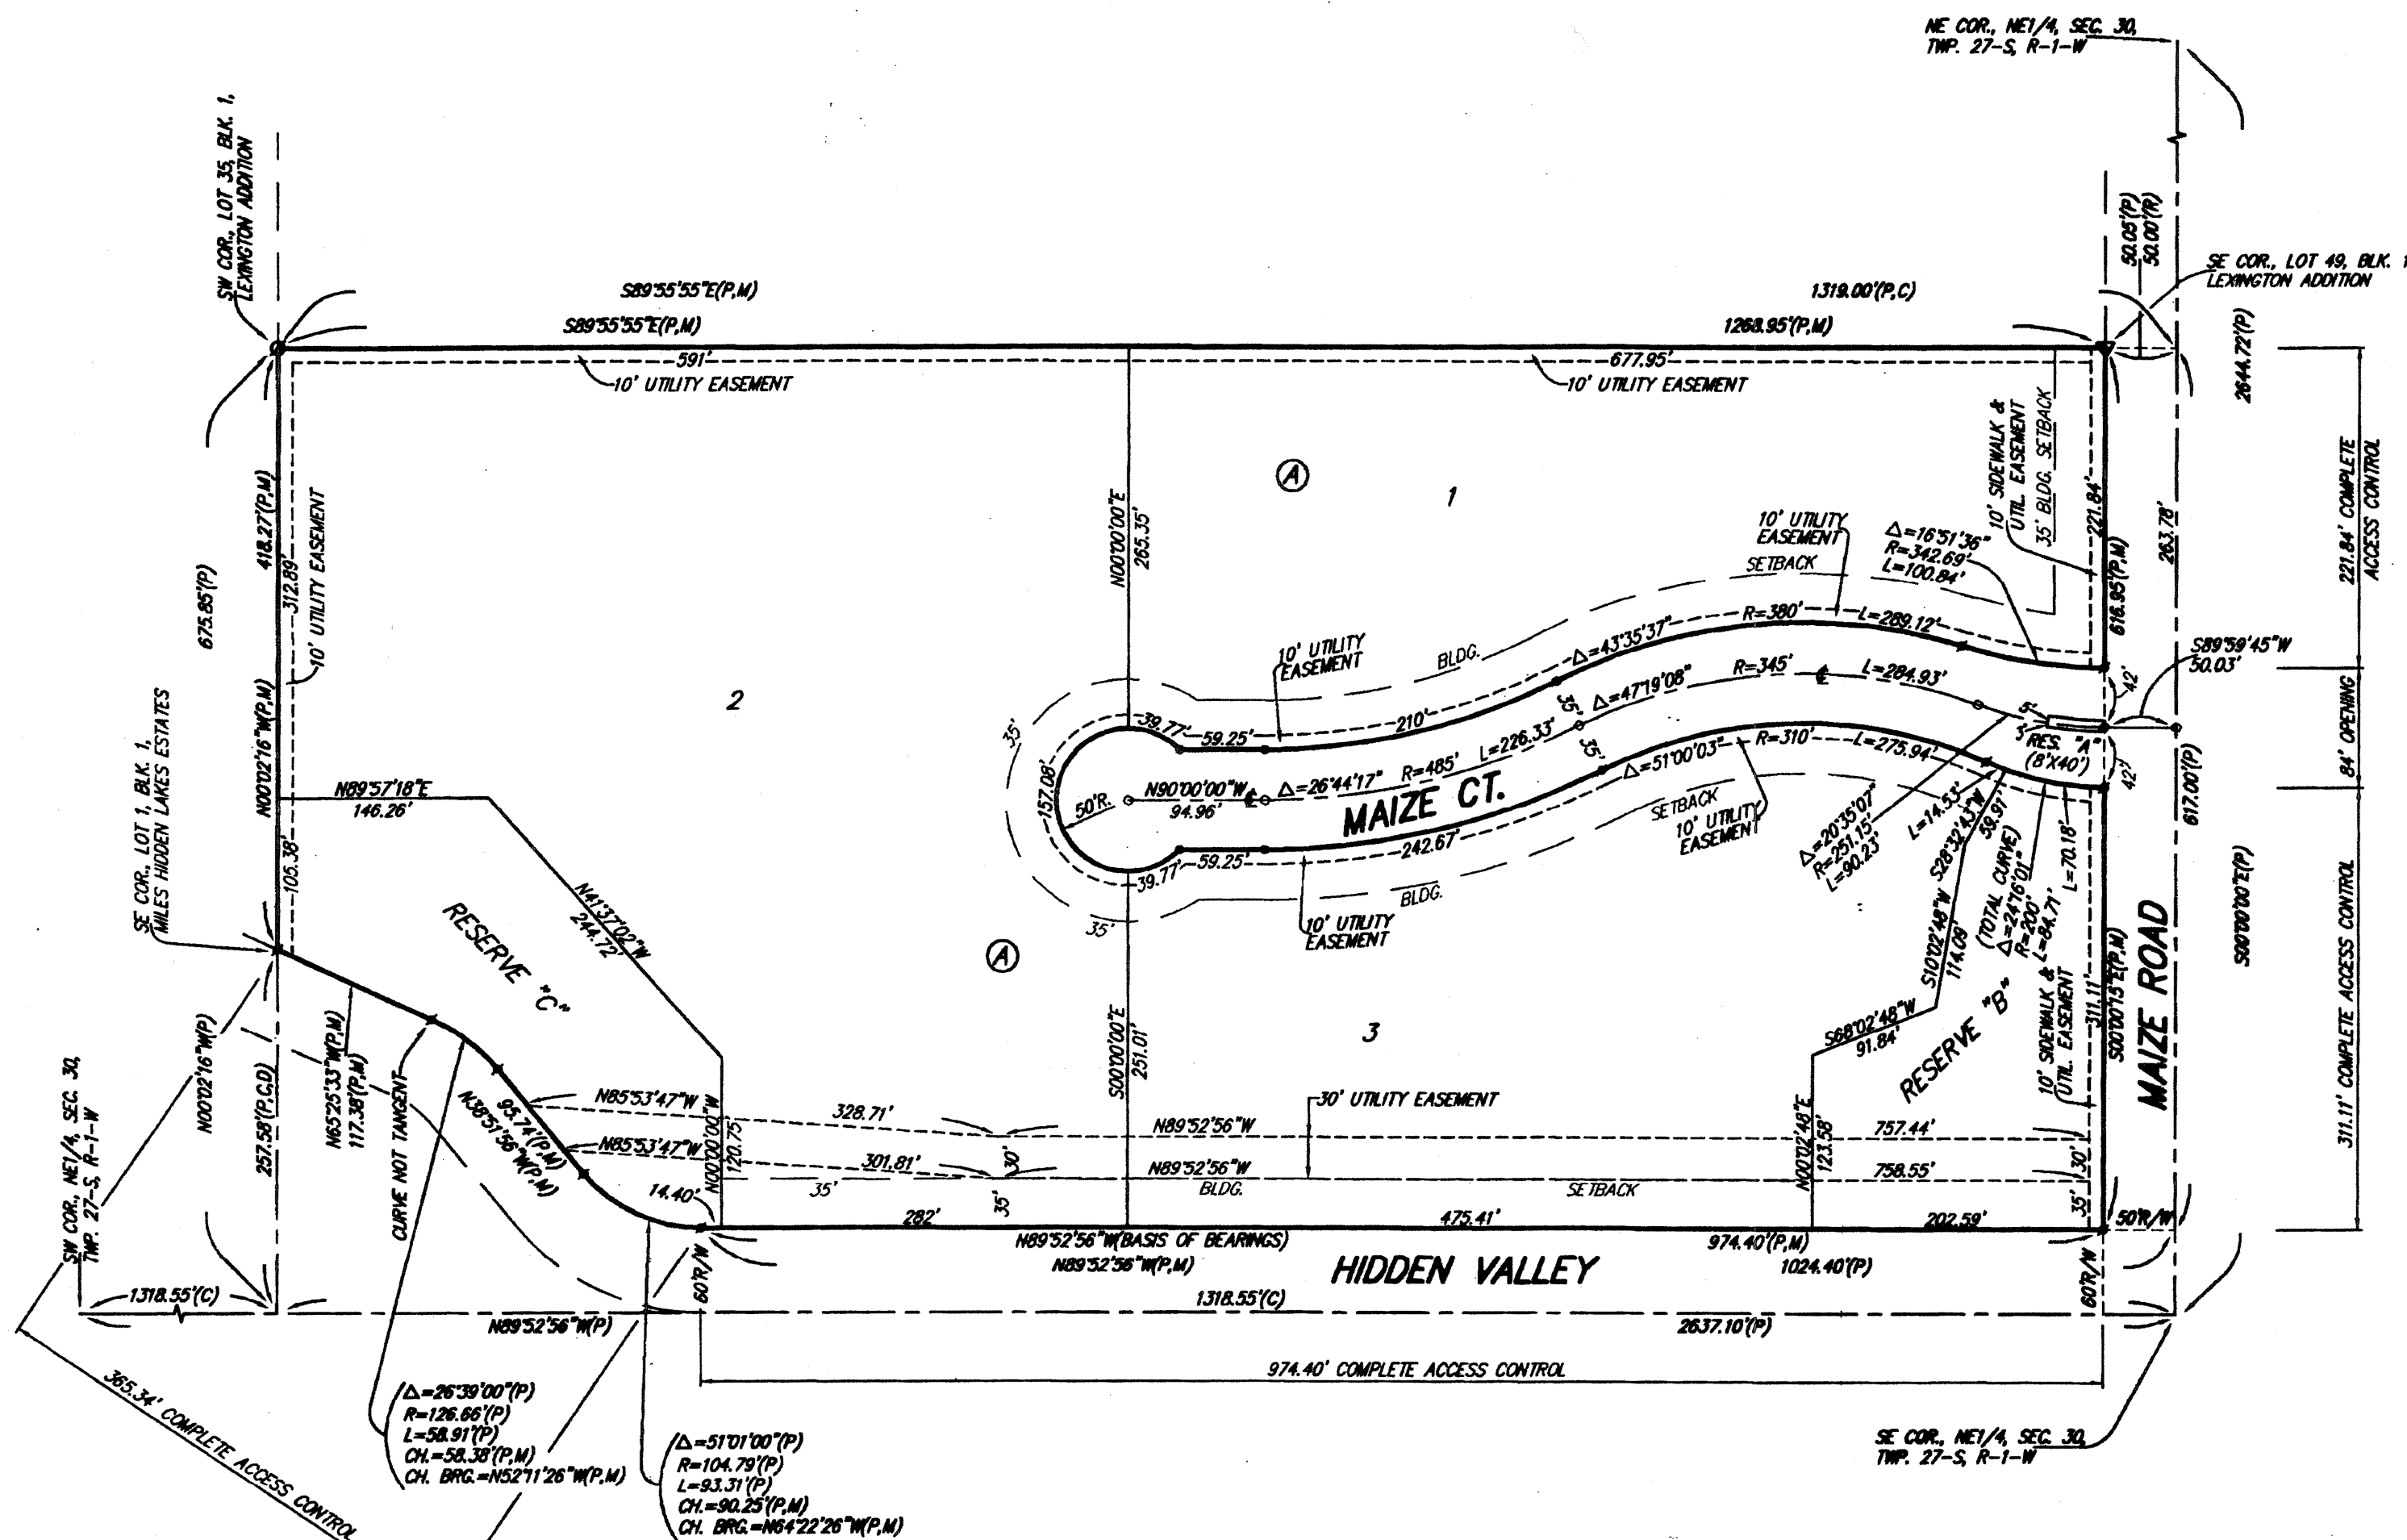 NE COR., NE1/4, SEC. 30,
TWP. 27-S, R-1-W
SW COR., LOT 35, BLK. 1,
LEXINGTON ADDITION
50.05'(P)
50.00'(R)
SE COR., LOT 49, BLK. 1
LEXINGTON ADDITION
S89°55'55"E(P,M)
1319.00'(P,C)
S89°55'55"E(P,M)
1268.95'(P,M)
591'
677.95'
10' UTILITY EASEMENT
10' UTILITY EASEMENT
2644.72'(P)
418.27'(P,M)
312.89'
10' UTILITY EASEMENT
675.85'(P)
N00°02'16"W(P,M)
105.38'
N00°00'00"E
265.35'
A
1
2
10' SIDEWALK &
UTIL. EASEMENT
35' BLDG. SETBACK
221.84'
616.95'(P,M)
263.78'
221.84' COMPLETE
ACCESS CONTROL
10' UTILITY
EASEMENT
SETBACK
Δ=16°51'36"
R=342.69'
L=100.84'
10' UTILITY
EASEMENT
BLDG.
Δ=43°35'37"
R=380'
L=289.12'
S89°59'45"W
50.03'
35'
Δ=47°19'08"
R=345'
℄
L=284.93'
42'
84' OPENING
35'
39.77'
59.25'
210'
L=226.33'
35'
5'
3'
RES. "A"
(8'X40')
42'
157.08'
50'R.
N90°00'00"W
94.96'
℄
Δ=26°44'17"
R=485'
MAIZE CT.
Δ=51°00'03"
R=310'
L=275.94'
SETBACK
10' UTILITY
EASEMENT
617.00'(P)
39.77'
59.25'
242.67'
BLDG.
10' UTILITY
EASEMENT
35'
Δ=20°35'07"
R=251.15'
L=90.23'
L=14.53'
S28°32'43"W
59.91'
(TOTAL CURVE)
Δ=24°16'01"
R=200'
L=84.71'
L=70.18'
SE COR., LOT 1, BLK. 1,
MILES HIDDEN LAKES ESTATES
N89°57'18"E
146.26'
N41°37'02"W
244.72'
RESERVE "C"
A
S00°00'00"E
251.01'
3
S10°02'48"W
114.09'
S68°02'48"W
91.84'
RESERVE "B"
10' SIDEWALK &
UTIL. EASEMENT
311.11'
S00°00'15"E(P,M)
MAIZE ROAD
S00°00'00"E(P)
311.11' COMPLETE ACCESS CONTROL
SW COR., NE1/4, SEC. 30,
TWP. 27-S, R-1-W
N00°02'16"W(P)
257.58'(P,C,D)
N65°25'33"W(P,M)
117.38'(P,M)
CURVE NOT TANGENT
95.74'(P,M)
N38°51'56"W(P,M)
N85°53'47"W
328.71'
N85°53'47"W
301.81'
N00°00'00"W
120.75'
30'
30' UTILITY EASEMENT
N89°52'56"W
757.44'
N89°52'56"W
758.55'
N00°02'48"E
123.58'
30'
35'
35'
35'
BLDG.
SETBACK
14.40'
282'
475.41'
202.59'
50'R/W
N89°52'56"W(BASIS OF BEARINGS)
974.40'(P,M)
N89°52'56"W(P,M)
1024.40'(P)
60'R/W
HIDDEN VALLEY
60'R/W
1318.55'(C)
1318.55'(C)
N89°52'56"W(P)
2637.10'(P)
974.40' COMPLETE ACCESS CONTROL
365.34' COMPLETE ACCESS CONTROL
Δ=26°39'00"(P)
R=126.66'(P)
L=58.91'(P)
CH.=58.38'(P,M)
CH. BRG.=N52°11'26"W(P,M)
Δ=51°01'00"(P)
R=104.79'(P)
L=93.31'(P)
CH.=90.25'(P,M)
CH. BRG.=N64°22'26"W(P,M)
SE COR., NE1/4, SEC. 30,
TWP. 27-S, R-1-W